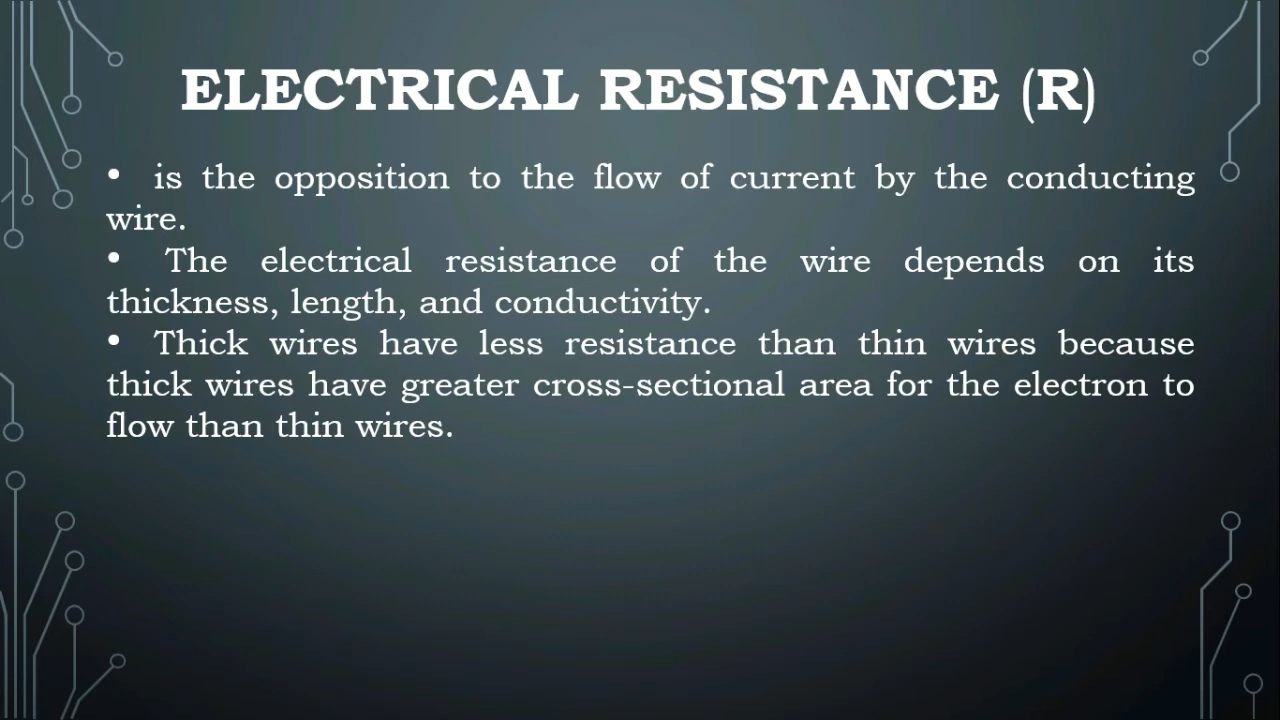 ELECTRICAL RESISTANCE (R)
• is the opposition to the flow of current by the conducting
wire.
• The electrical resistance of the wire depends on its
thickness, length, and conductivity.
• Thick wires have less resistance than thin wires because
thick wires have greater cross-sectional area for the electron to
flow than thin wires.